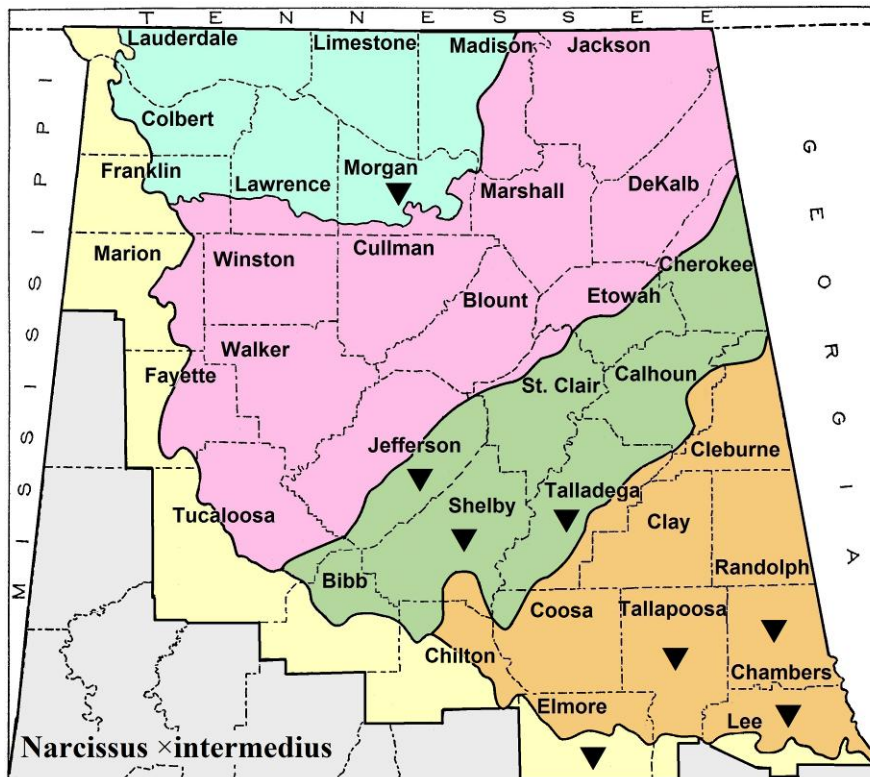 T E N N E S S E E
Lauderdale Limestone Madison Jackson
Colbert
Franklin Lawrence Morgan Marshall DeKalb
Marion Winston Cullman Cherokee
Blount Etowah
Walker
Fayette St. Clair Calhoun
Jefferson Cleburne
Tucaloosa Shelby Talladega
Clay
Bibb Randolph
Coosa Tallapoosa
Chilton Chambers
Elmore Lee
M I S S I S S I P P I
G E O R G I A
Narcissus ×intermedius